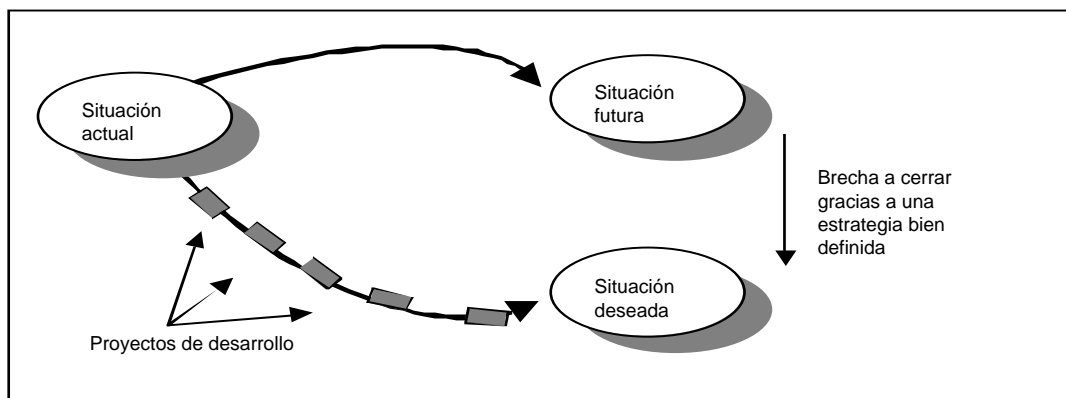 Situación
actual
Situación
futura
Brecha a cerrar
gracias a una
estrategia bien
definida
Situación
deseada
Proyectos de desarrollo